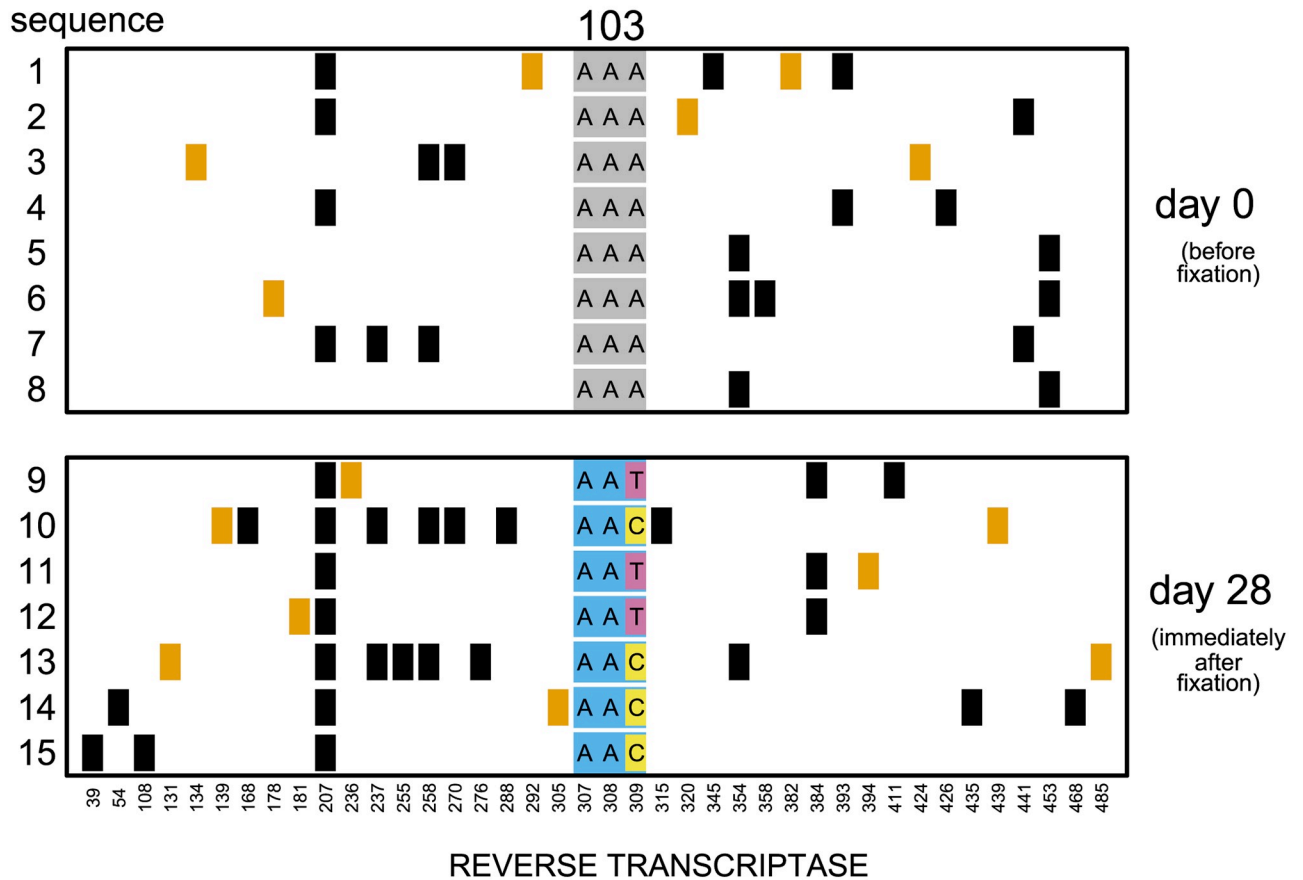 sequence 103
1 A A A
2 A A A
3 A A A
4 A A A
5 A A A
6 A A A
7 A A A
8 A A A
day 0
(before
fixation)
9 A A T
10 A A C
11 A A T
12 A A T
13 A A C
14 A A C
15 A A C
day 28
(immediately
after
fixation)
39 54 108 131 134 139 168 178 181 207 236 237 255 258 270 276 288 292 305 307 308 309 315 320 345 354 358 382 384 393 394 411 424 426 435 439 441 453 468 485
REVERSE TRANSCRIPTASE